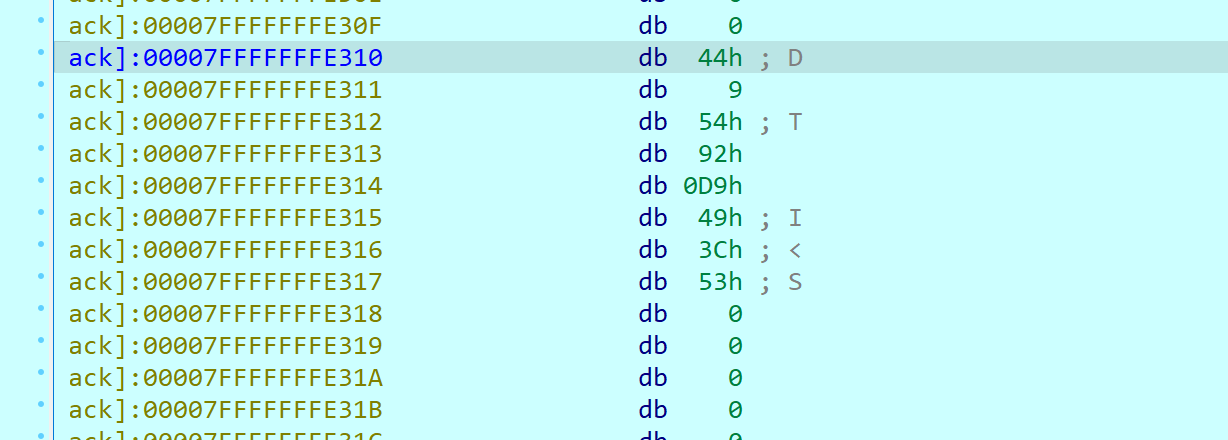 ack]:00007FFFFFFFE30F db 0
ack]:00007FFFFFFFE310 db 44h ; D
ack]:00007FFFFFFFE311 db 9
ack]:00007FFFFFFFE312 db 54h ; T
ack]:00007FFFFFFFE313 db 92h
ack]:00007FFFFFFFE314 db 0D9h
ack]:00007FFFFFFFE315 db 49h ; I
ack]:00007FFFFFFFE316 db 3Ch ; <
ack]:00007FFFFFFFE317 db 53h ; S
ack]:00007FFFFFFFE318 db 0
ack]:00007FFFFFFFE319 db 0
ack]:00007FFFFFFFE31A db 0
ack]:00007FFFFFFFE31B db 0